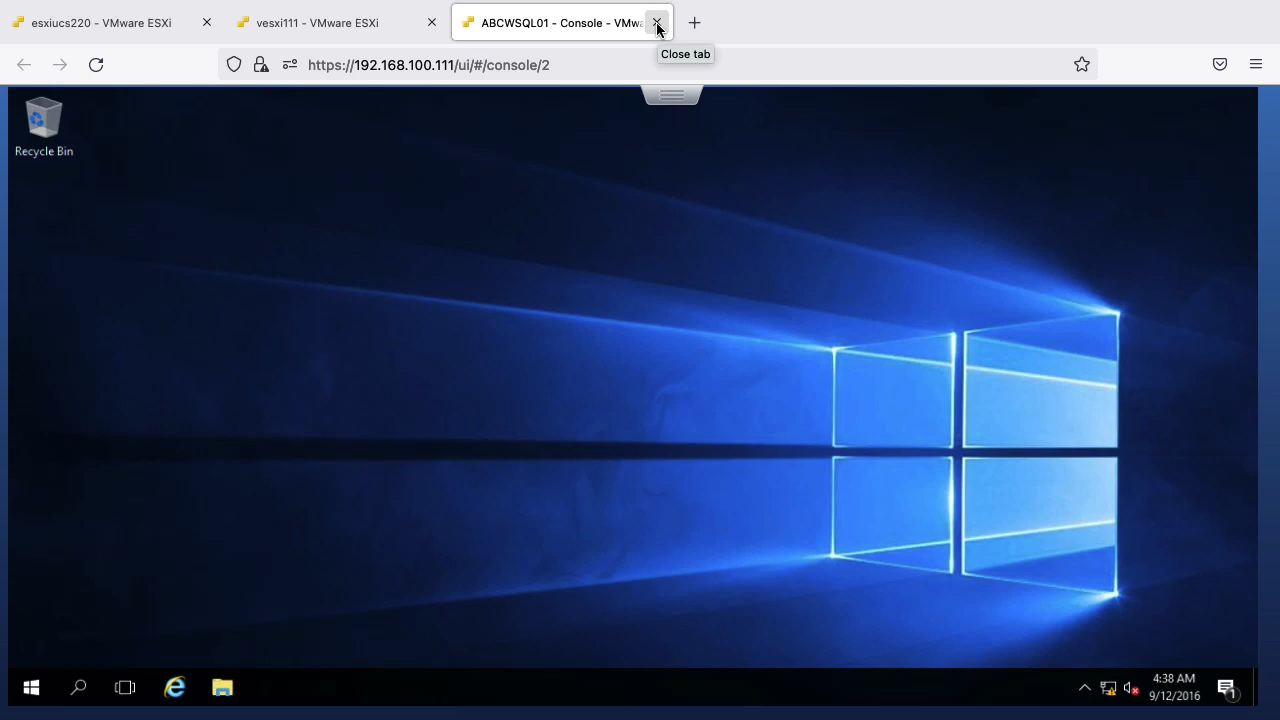 esxiucs220 - VMware ESXi
vesxi111 - VMware ESXi
ABCWSQL01 - Console - VMwa
Close tab
https://192.168.100.111/ui/#/console/2
Recycle Bin
4:38 AM
9/12/2016
1